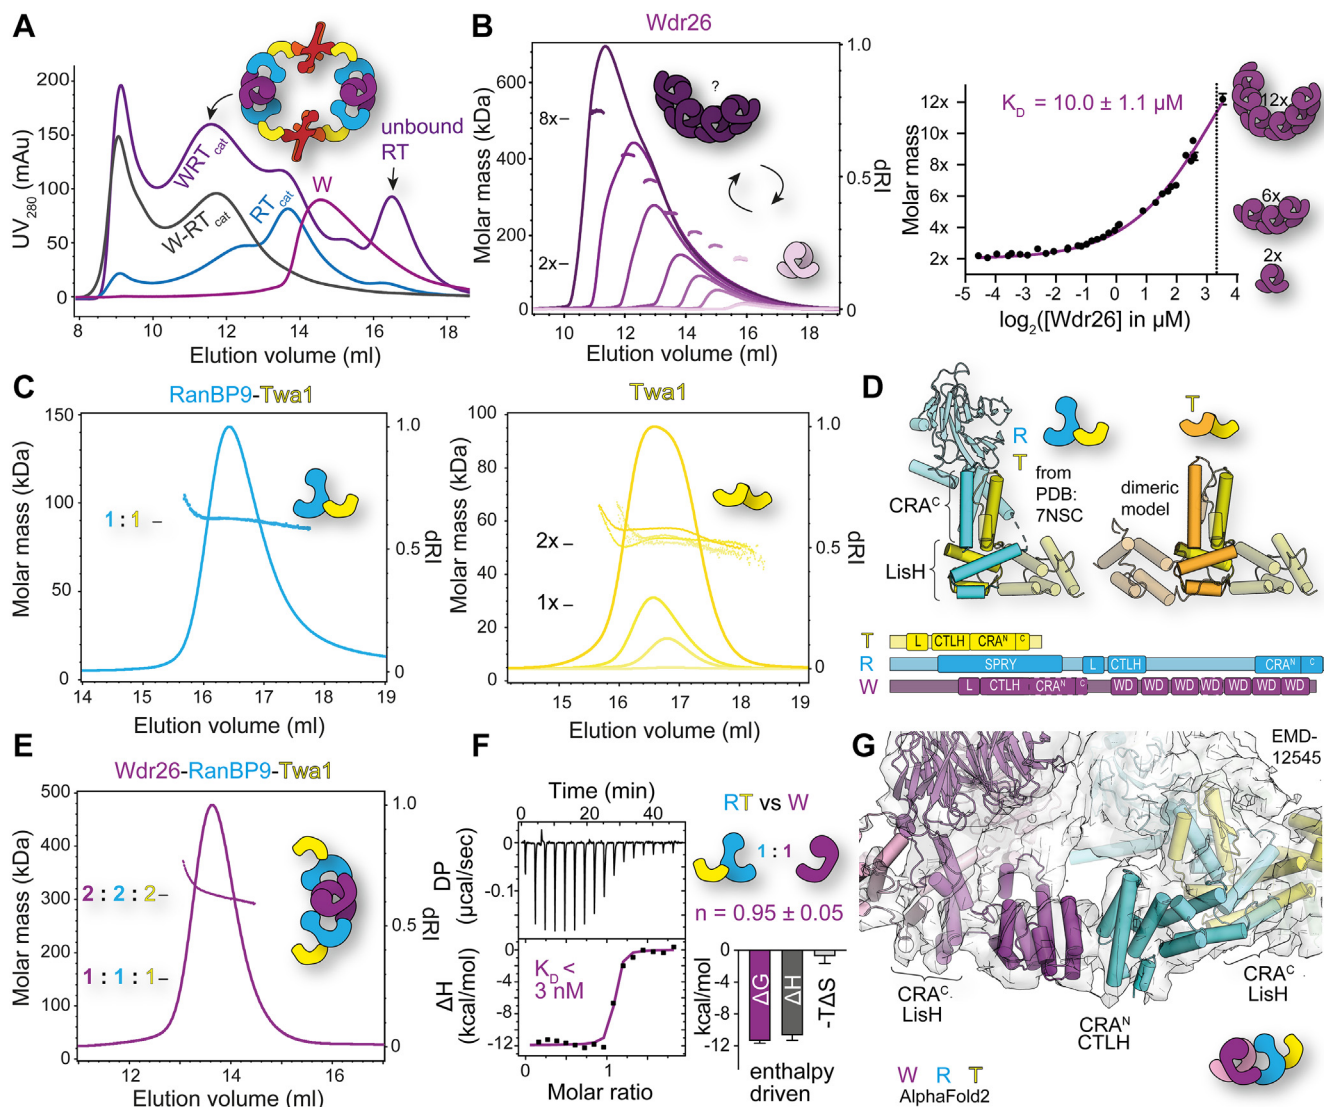 A
UV280 (mAu)
200
150
100
50
0
8
10
12
14
16
18
Elution volume (ml)
WRTcat
W-RTcat
RTcat
W
unbound
RT
B
Wdr26
Molar mass (kDa)
600
400
200
0
8x
2x
?
1.0
0.5
0
dRI
10
12
14
16
18
Elution volume (ml)
KD = 10.0 ± 1.1 µM
Molar mass
12x
10x
8x
6x
4x
2x
-5 -4 -3 -2 -1 0 1 2 3 4
log2([Wdr26] in µM)
12x
6x
2x
C
RanBP9-Twa1
Molar mass (kDa)
150
100
50
0
1:1
1.0
0.5
0
dRI
14 15 16 17 18 19
Elution volume (ml)
Twa1
Molar mass (kDa)
100
80
60
40
20
0
2x
1x
1.0
0.5
0
dRI
15 16 17 18 19
Elution volume (ml)
D
R
T
from
PDB:
7NSC
CRAC
LisH
T
dimeric
model
T
L CTLH CRAN C
R
SPRY L CTLH CRAN C
W
L CTLH CRAN C WD WD WD WD WD WD WD
E
Wdr26-RanBP9-Twa1
Molar mass (kDa)
500
400
300
200
100
0
2:2:2
1:1:1
1.0
0.5
0
dRI
11 12 13 14 15 16
Elution volume (ml)
F
Time (min)
0 10 20 30 40
DP
(µcal/sec)
0
-0.1
ΔH
(kcal/mol)
0
-4
-8
-12
KD <
3 nM
0 1 2
Molar ratio
RT vs W
1:1
n = 0.95 ± 0.05
kcal/mol
0
-4
-8
-12
ΔG
ΔH
-TΔS
enthalpy
driven
G
EMD-
12545
CRAC
LisH
CRAN
CTLH
CRAC
LisH
W R T
AlphaFold2